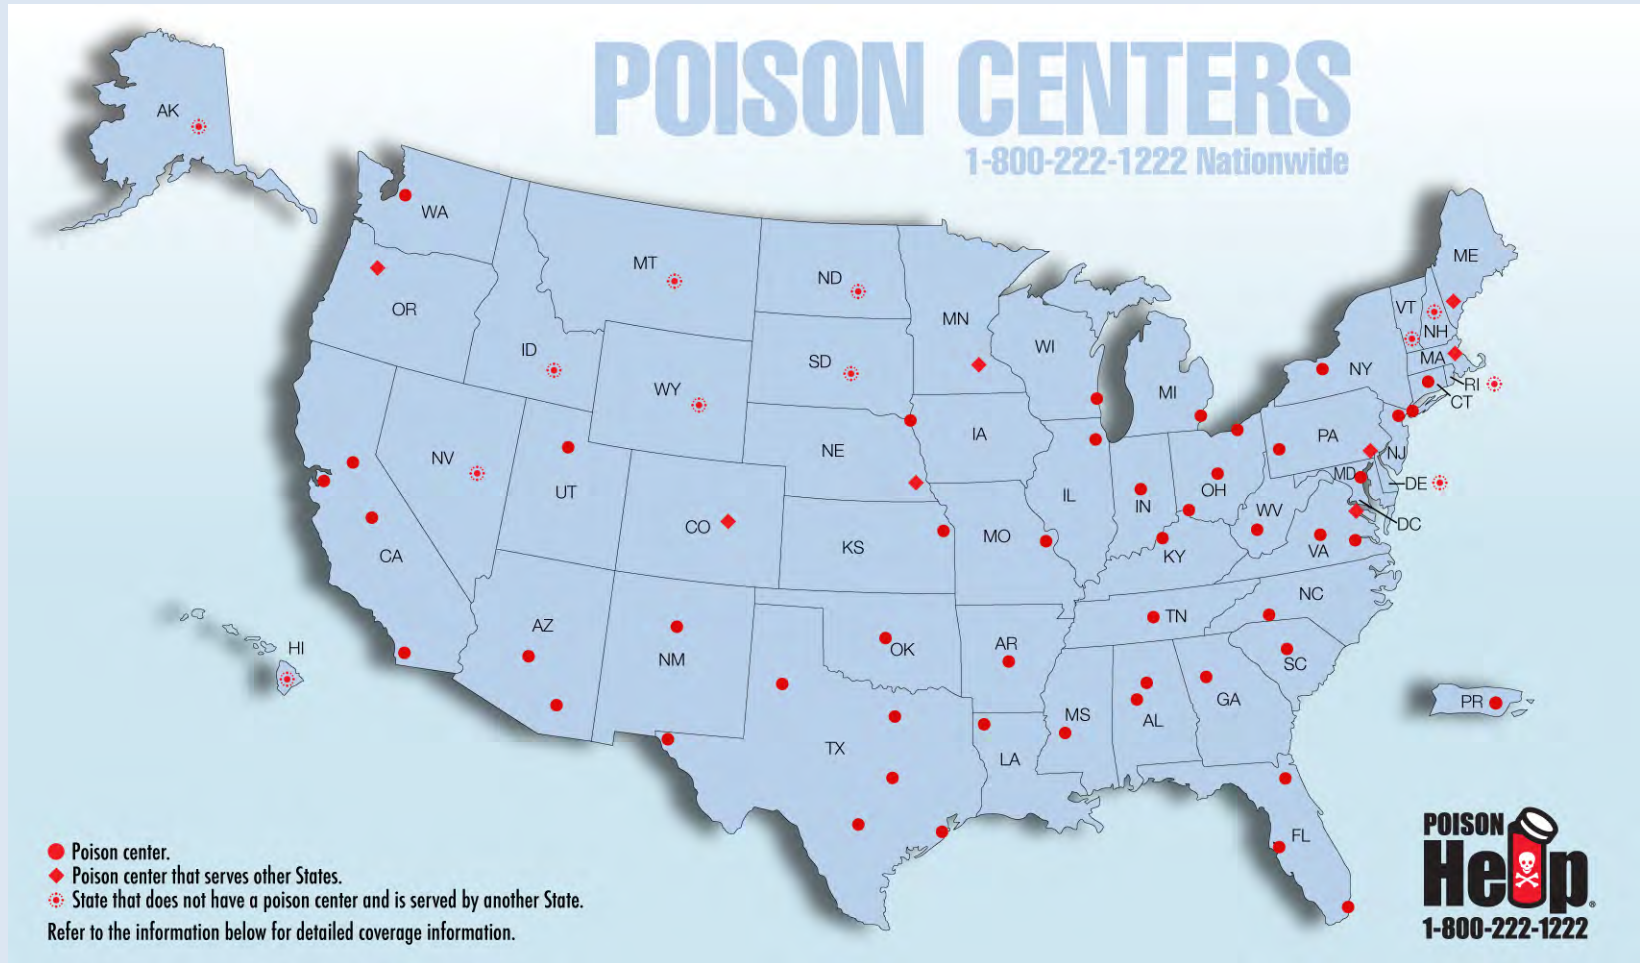 POISON CENTERS
1-800-222-1222 Nationwide
AK
WA
MT
ND
MN
ME
VT
NH
OR
ID
WY
SD
WI
MI
NY
MA
RI
CT
NV
UT
NE
IA
PA
NJ
CO
KS
MO
IL
IN
OH
WV
MD
DE
DC
CA
KY
VA
AZ
NM
OK
AR
TN
NC
SC
HI
TX
LA
MS
AL
GA
FL
PR
Poison center.
Poison center that serves other States.
State that does not have a poison center and is served by another State.
Refer to the information below for detailed coverage information.
POISON
Help®
1-800-222-1222